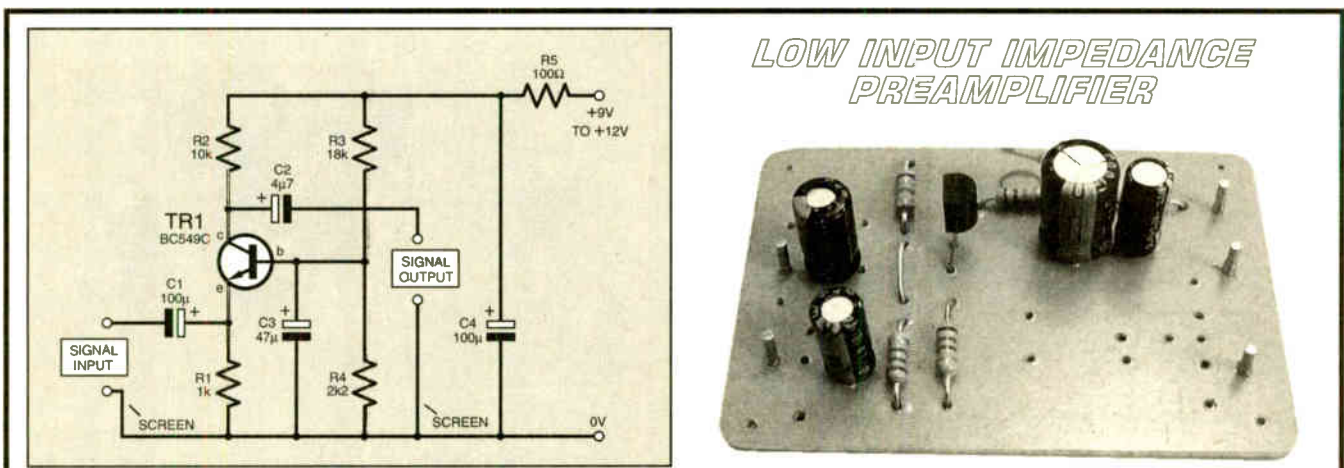 LOW INPUT IMPEDANCE
PREAMPLIFIER
R5
100Ω
+9V
TO +12V
R2
10k
R3
18k
C2
4μ7
+
TR1
BC549C
c
b
e
SIGNAL
OUTPUT
C1
100μ
+
C3
47μ
+
C4
100μ
+
SIGNAL
INPUT
R1
1k
R4
2k2
SCREEN
SCREEN
0V